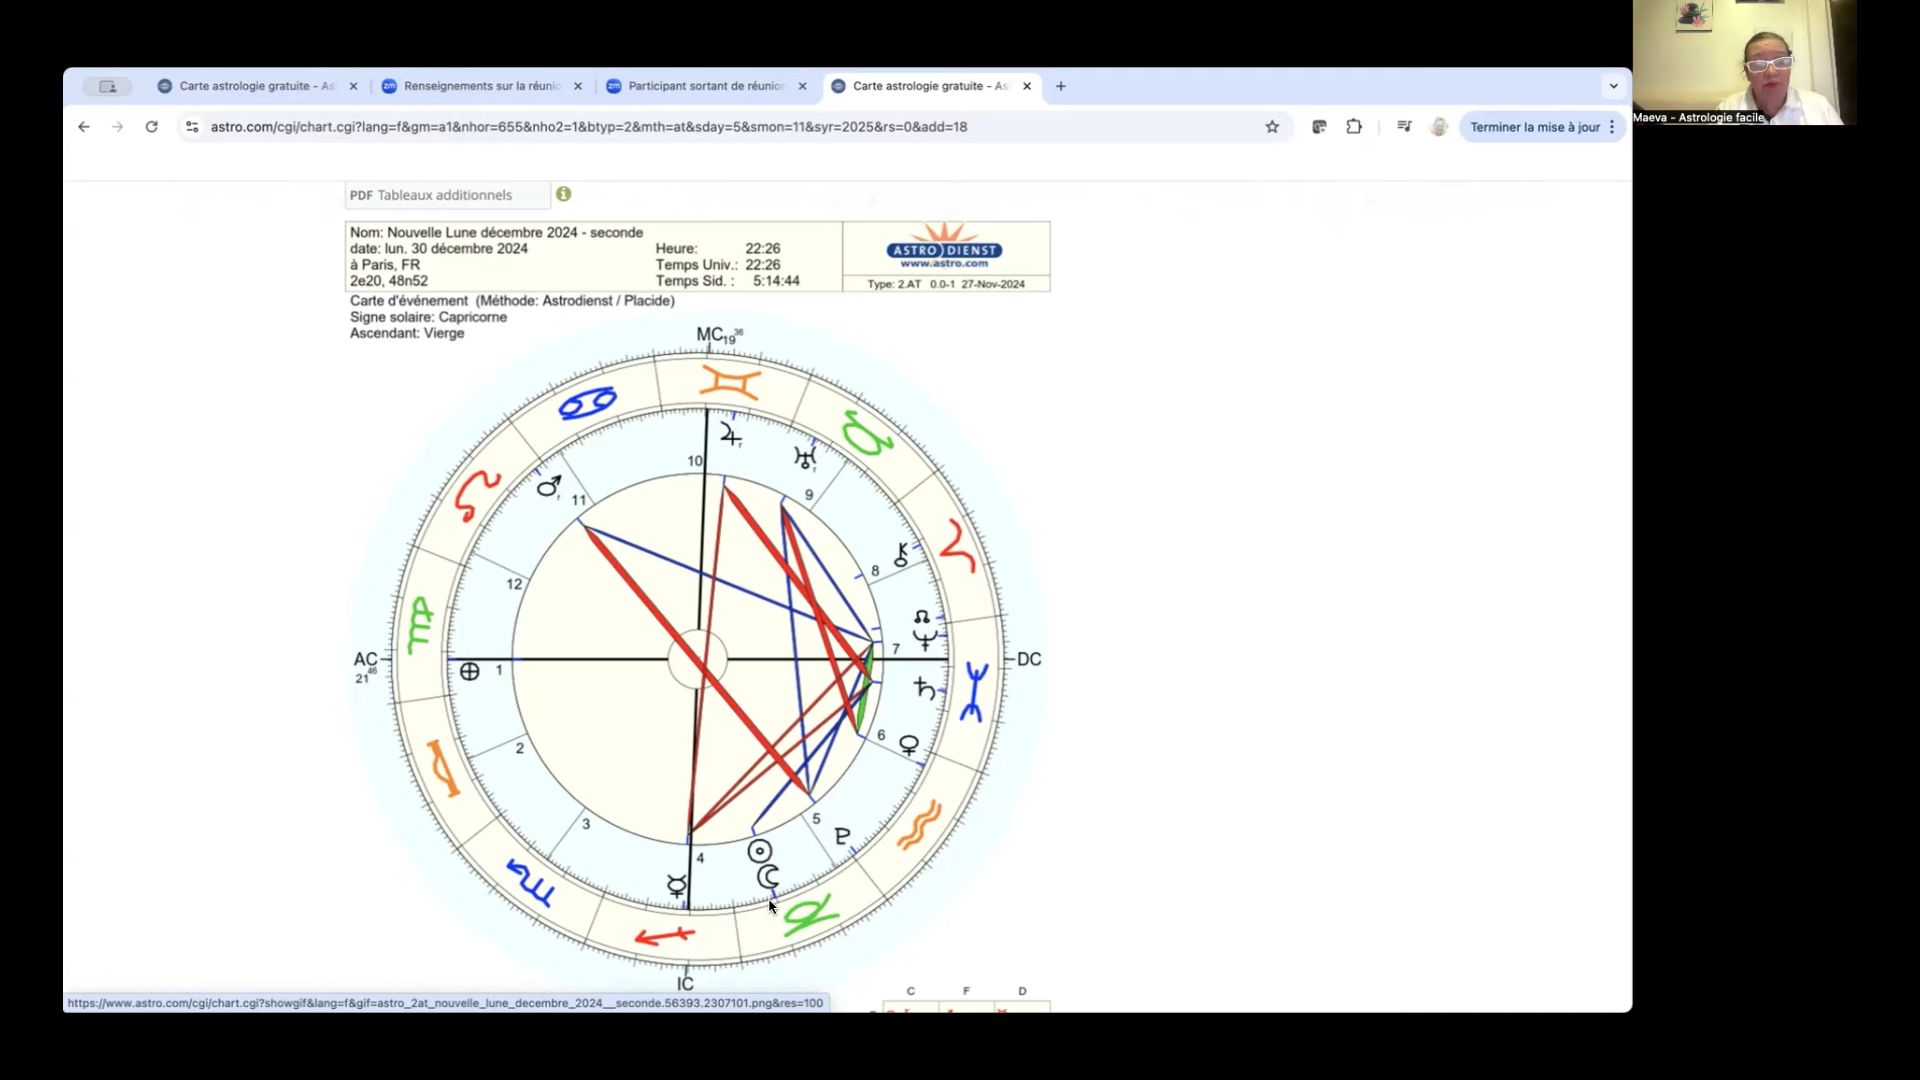 Carte astrologie gratuite - As
Renseignements sur la réunio
Participant sortant de réunion
Carte astrologie gratuite - As
astro.com/cgi/chart.cgi?lang=f&gm=a1&nhor=655&nho2=1&btyp=2&mth=at&sday=5&smon=11&syr=2025&rs=0&add=18
Terminer la mise à jour
Maeva - Astrologie facile
PDF Tableaux additionnels
Nom: Nouvelle Lune décembre 2024 - seconde
date: lun. 30 décembre 2024
à Paris, FR
2e20, 48n52
Heure: 22:26
Temps Univ.: 22:26
Temps Sid. : 5:14:44
ASTRO DIENST
www.astro.com
Type: 2.AT 0.0-1 27-Nov-2024
Carte d'événement (Méthode: Astrodienst / Placide)
Signe solaire: Capricorne
Ascendant: Vierge
MC 19 36
10
11
9
8
12
7
AC
21 46
DC
1
2
6
3
5
4
IC
C F D
https://www.astro.com/cgi/chart.cgi?showgif&lang=f&gif=astro_2at_nouvelle_lune_decembre_2024__seconde.56393.2307101.png&res=100